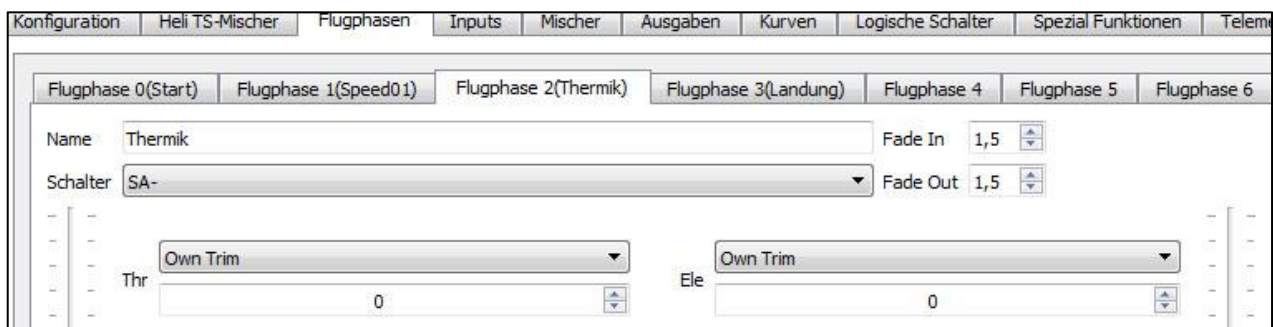 Konfiguration Heli TS-Mischer Flugphasen Inputs Mischer Ausgaben Kurven Logische Schalter Spezial Funktionen Teleme
Flugphase 0(Start) Flugphase 1(Speed01) Flugphase 2(Thermik) Flugphase 3(Landung) Flugphase 4 Flugphase 5 Flugphase 6
Name Thermik Fade In 1,5
Schalter SA- Fade Out 1,5
Own Trim Own Trim
Thr Ele
0 0